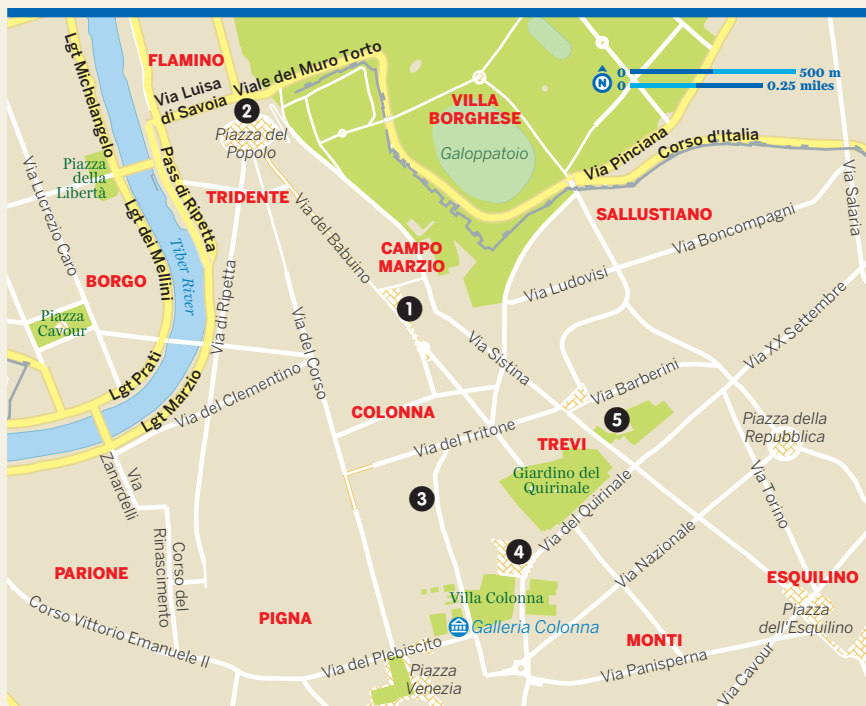 FLAMINO
Lgt Michelangelo
Via Luisa
di Savoia
Viale del Muro Torto
2
Piazza del
Popolo
VILLA
BORGHESE
Galoppatoio
N
0 500 m
0 0.25 miles
Via Pinciana
Corso d'Italia
Via Salaria
Piazza
della
Libertà
Via Lucrezio Caro
Pass di Ripetta
Lgt dei Mellini
Tiber River
TRIDENTE
Via del Babuino
CAMPO
MARZIO
SALLUSTIANO
Via Boncompagni
Via Ludovisi
BORGO
Piazza
Cavour
Via di Ripetta
Via del Corso
1
Via Sistina
Via XX Settembre
Lgt Prati
Lgt Marzio
Via del Clementino
COLONNA
Via Barberini
5
Via del Tritone
TREVI
Piazza della
Repubblica
Giardino del
Quirinale
Via
Zanardelli
3
4
Via del Quirinale
Via Torino
Via Nazionale
Corso del
Rinascimento
PARIONE
Corso Vittorio Emanuele II
PIGNA
Villa Colonna
Galleria Colonna
ESQUILINO
Piazza
dell'Esquilino
MONTI
Via del Plebiscito
Piazza
Venezia
Via Panisperna
Via Cavour